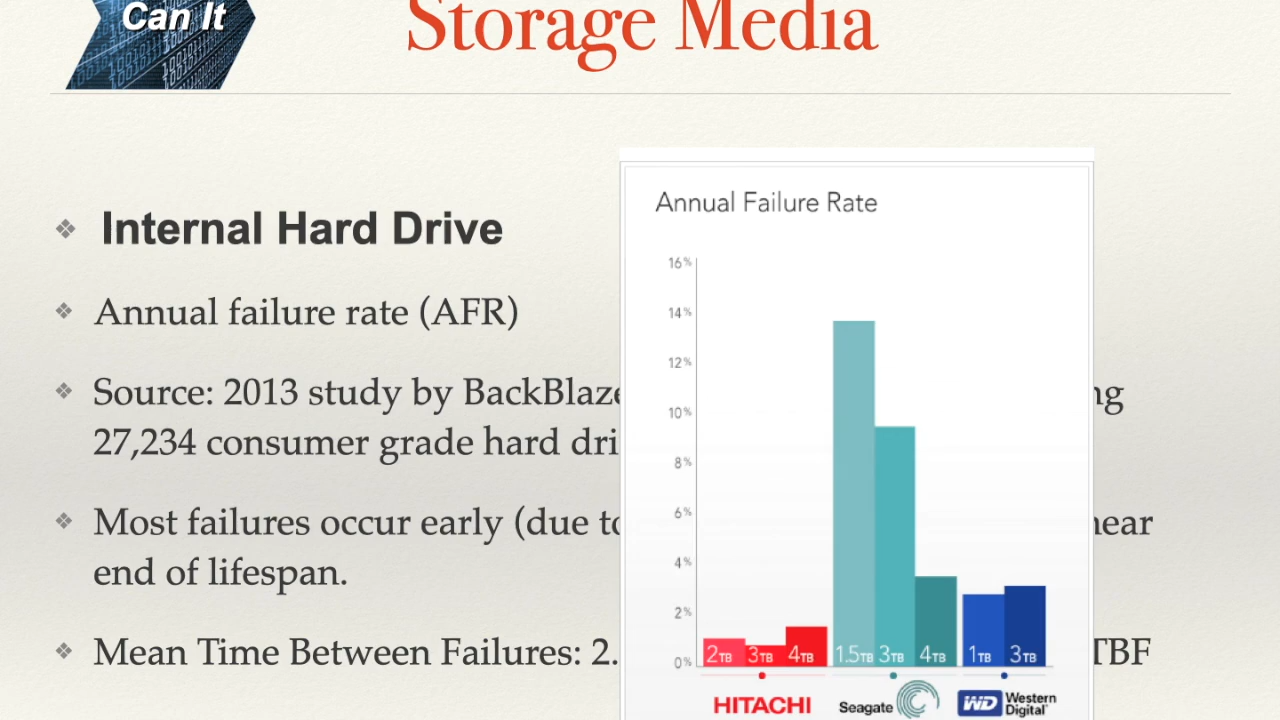 Can It
Storage Media
Internal Hard Drive
Annual failure rate (AFR)
Source: 2013 study by BackBlaze
27,234 consumer grade hard
Most failures occur early (due near
end of lifespan.
Mean Time Between Failures: 2. TBF
Annual Failure Rate
16%
14%
12%
10%
8%
6%
4%
2%
0%
2TB 3TB 4TB 1.5TB 3TB 4TB 1TB 3TB
HITACHI Seagate WD Western
Digital